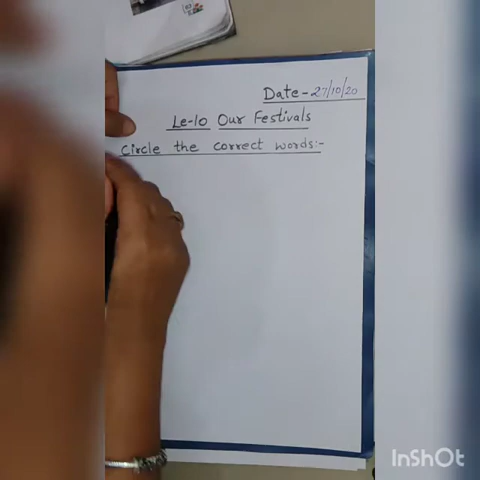 Date-27/10/20
Le-10 Our Festivals
Circle the correct words:-
InShOt